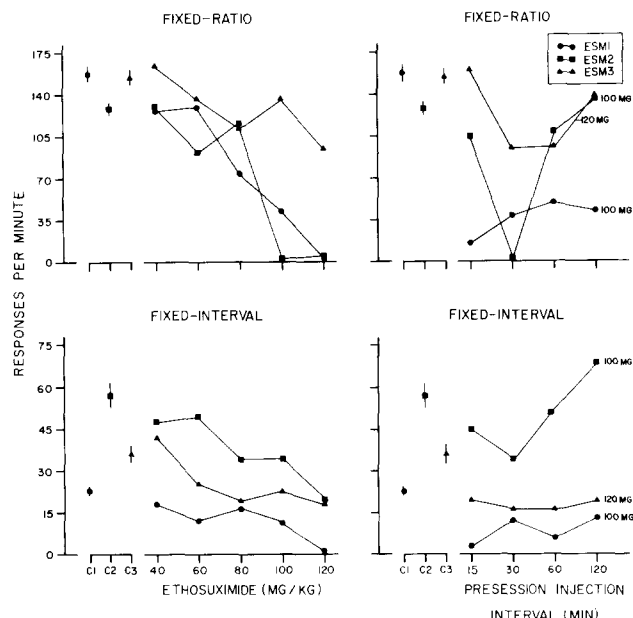 FIXED-RATIO
FIXED-RATIO
ESM1
ESM2
ESM3
175
140
105
70
35
0
100 MG
120 MG
100 MG
RESPONSES PER MINUTE
FIXED-INTERVAL
FIXED-INTERVAL
75
60
45
30
15
0
100 MG
120 MG
100 MG
C1 C2 C3 40 60 80 100 120
C1 C2 C3 15 30 60 120
ETHOSUXIMIDE (MG/KG)
PRESESSION INJECTION
INTERVAL (MIN)